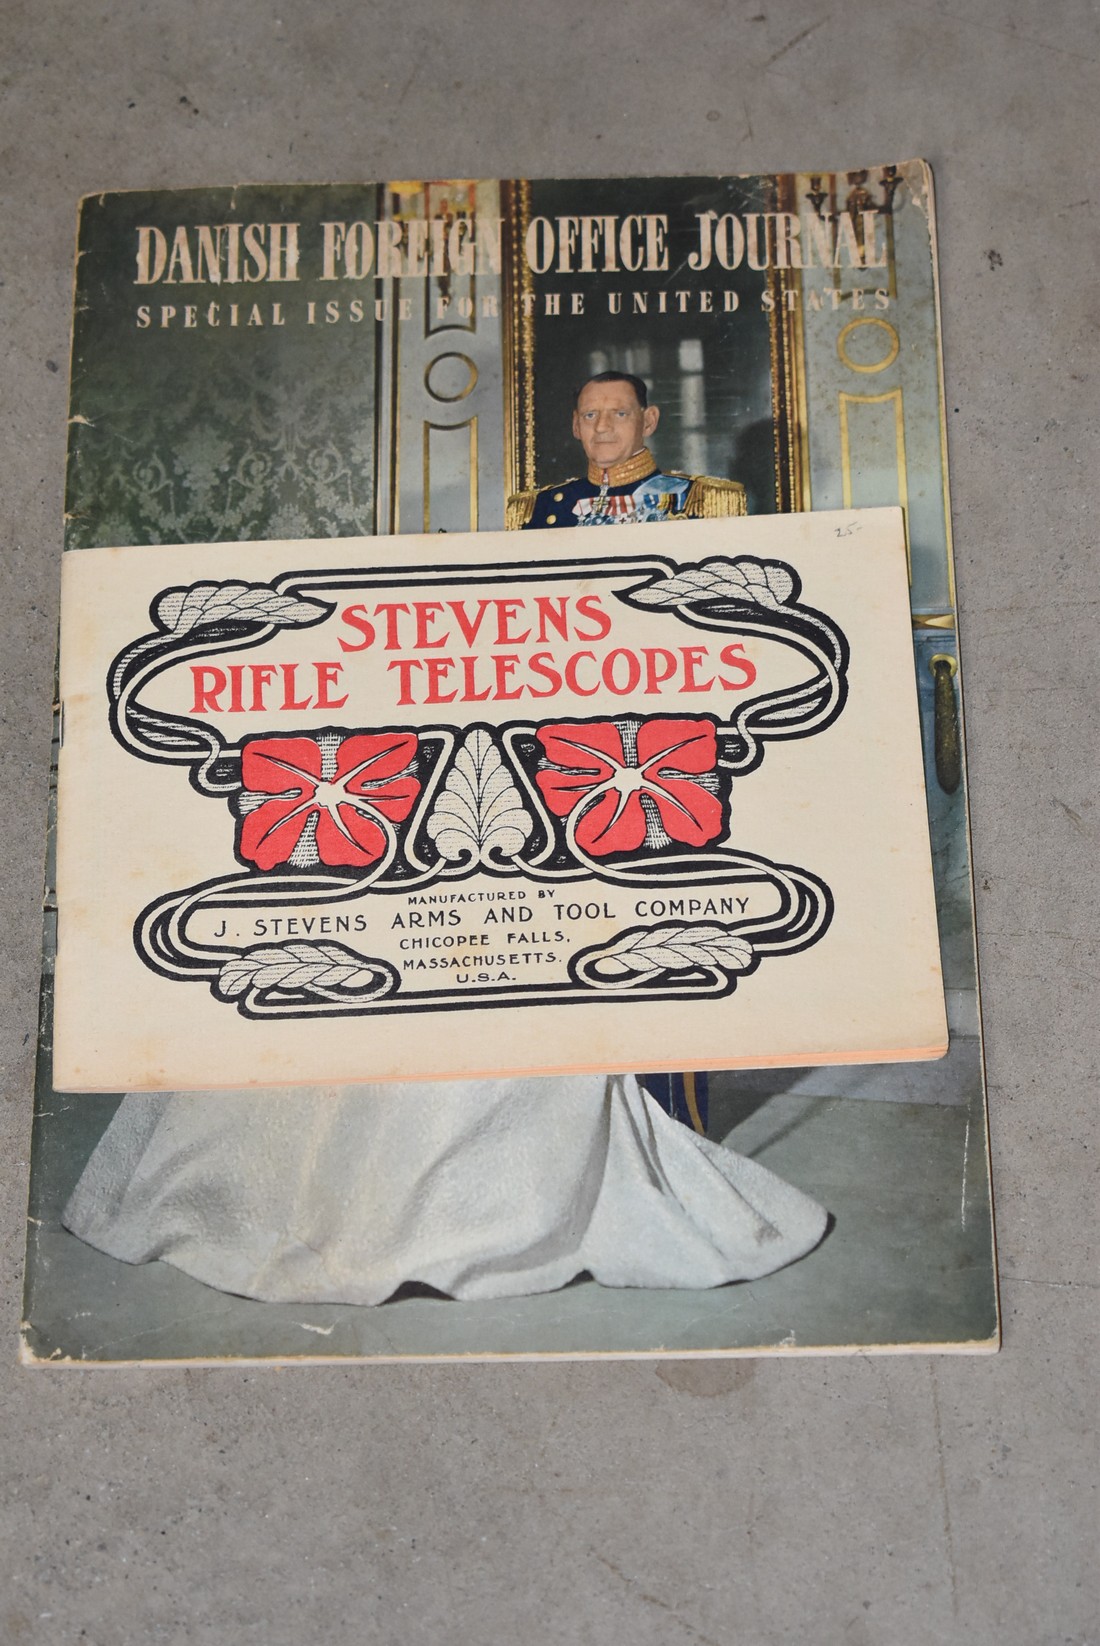 DANISH FOREIGN OFFICE JOURNAL
SPECIAL ISSUE FOR THE UNITED STATES
25-
STEVENS
RIFLE TELESCOPES
MANUFACTURED BY
J. STEVENS ARMS AND TOOL COMPANY
CHICOPEE FALLS,
MASSACHUSETTS.
U.S.A.